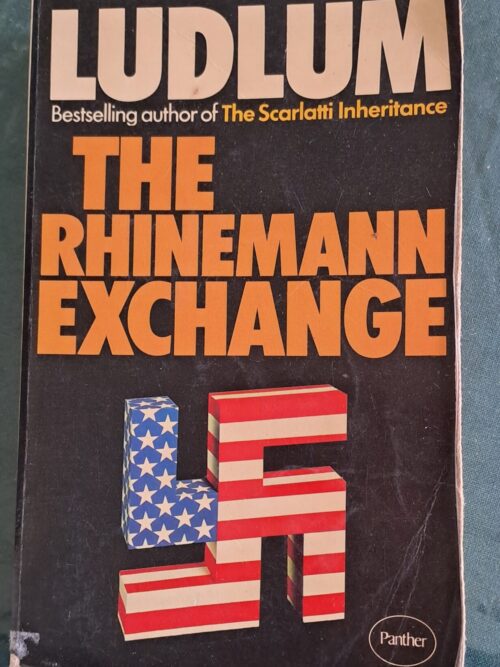 LUDLUM
Bestselling author of The Scarlatti Inheritance
THE
RHINEMANN
EXCHANGE
Panther